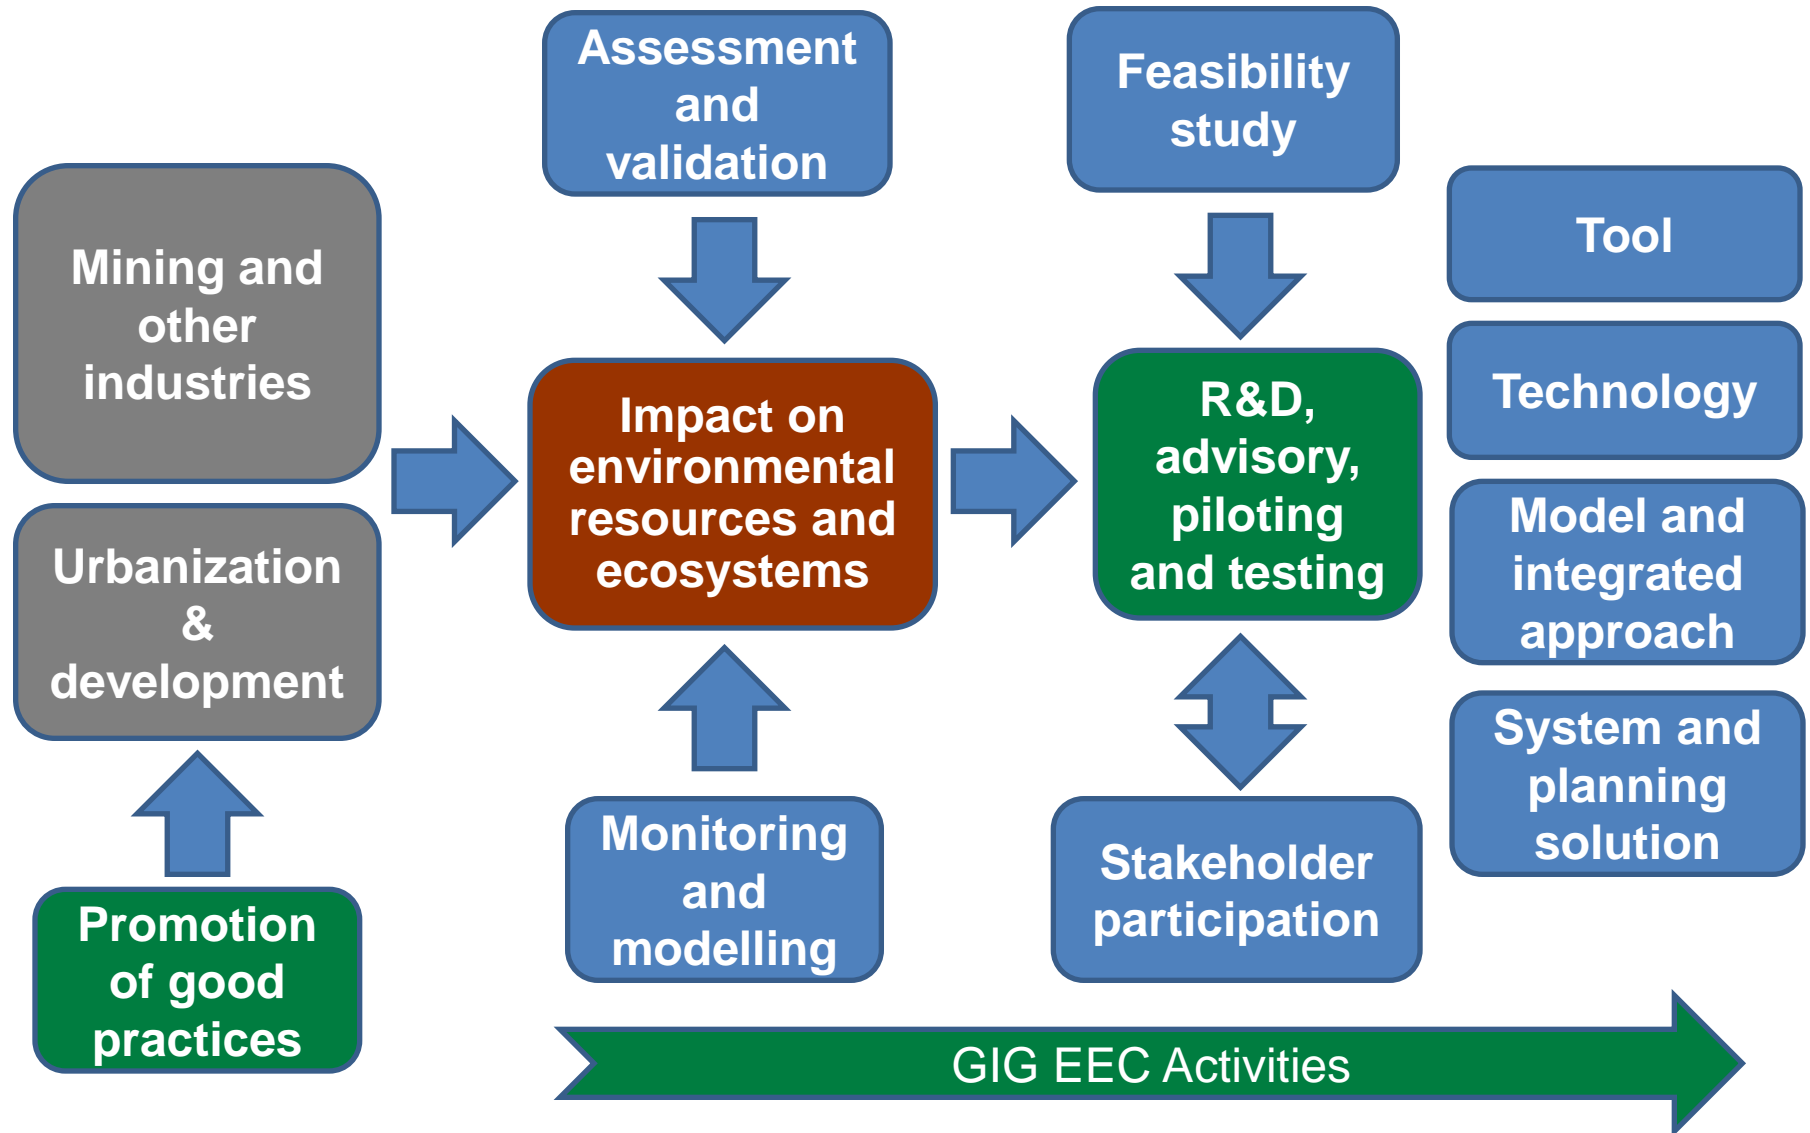 Assessment
and
validation
Feasibility
study
Mining and
other
industries
Urbanization
&
development
Promotion
of good
practices
Impact on
environmental
resources and
ecosystems
Monitoring
and
modelling
R&D,
advisory,
piloting
and testing
Stakeholder
participation
Tool
Technology
Model and
integrated
approach
System and
planning
solution
GIG EEC Activities